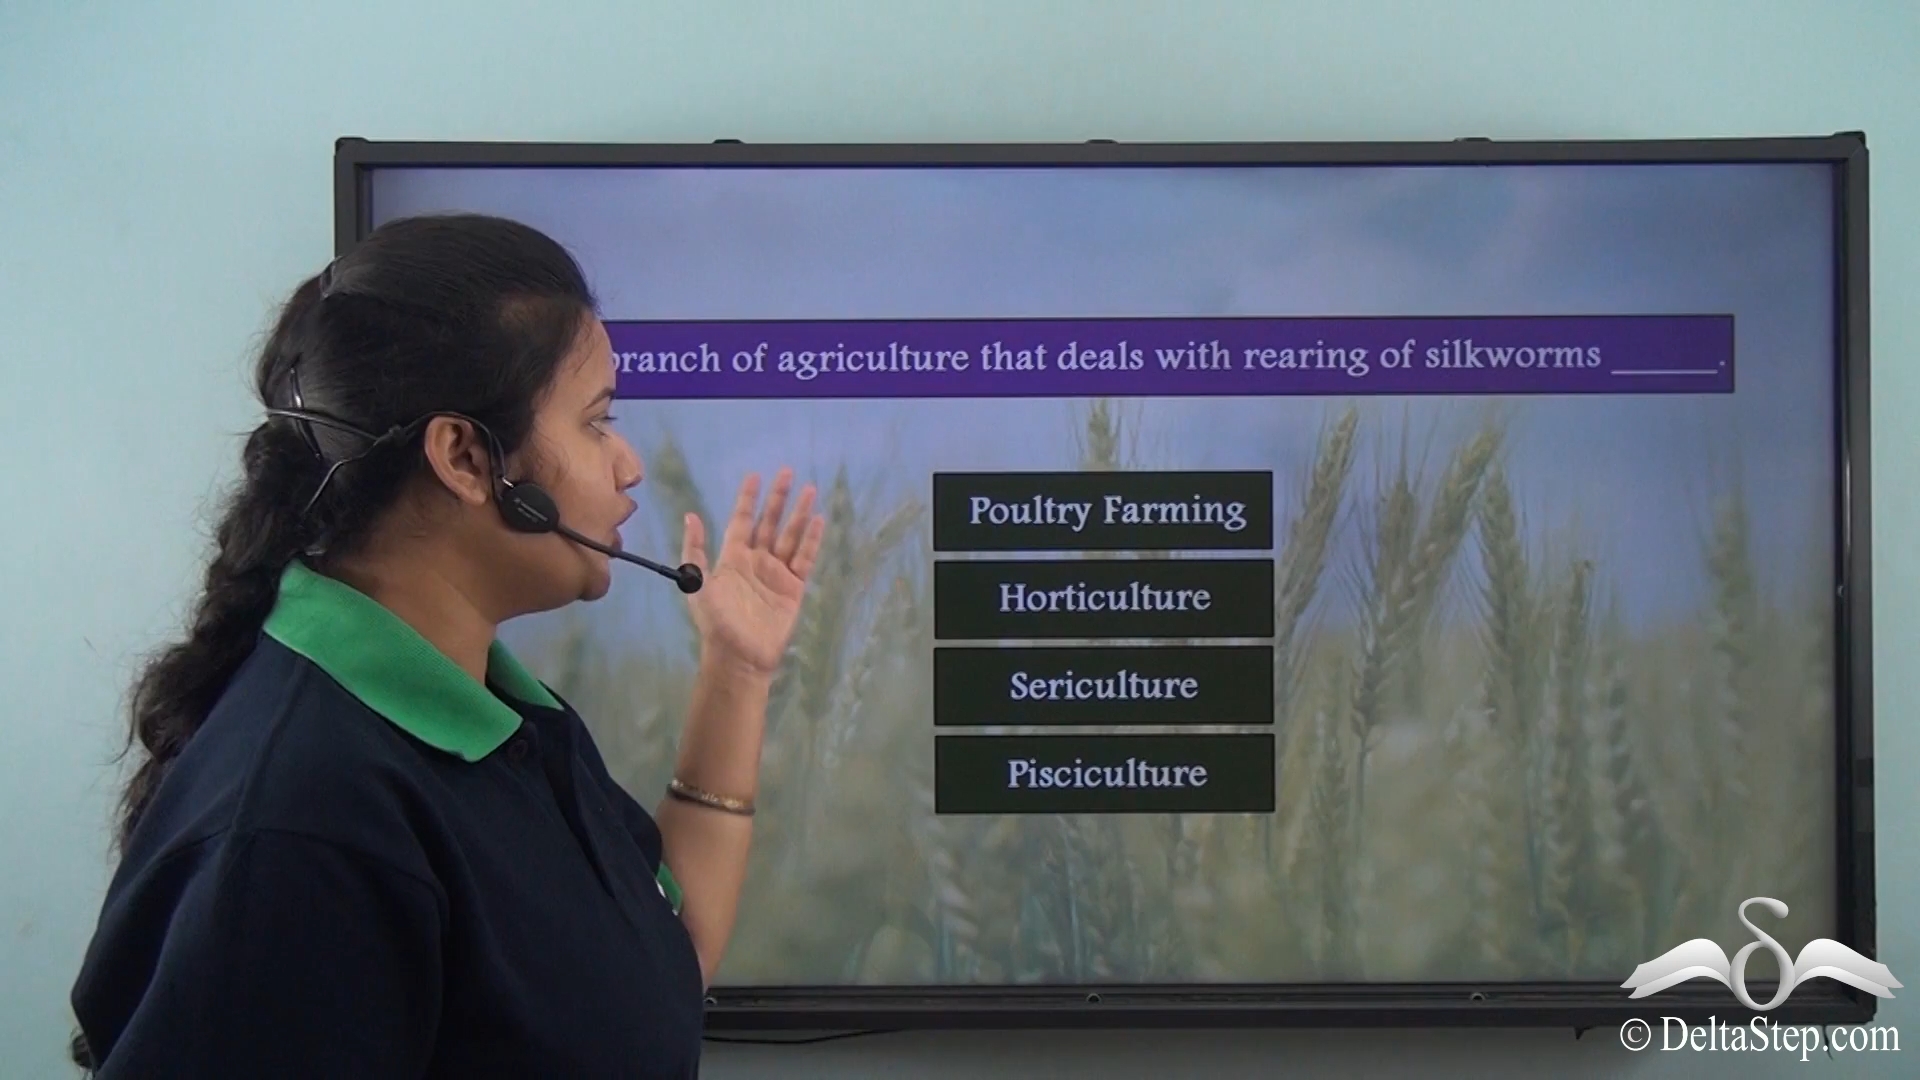 branch of agriculture that deals with rearing of silkworms ______.
Poultry Farming
Horticulture
Sericulture
Pisciculture
© DeltaStep.com